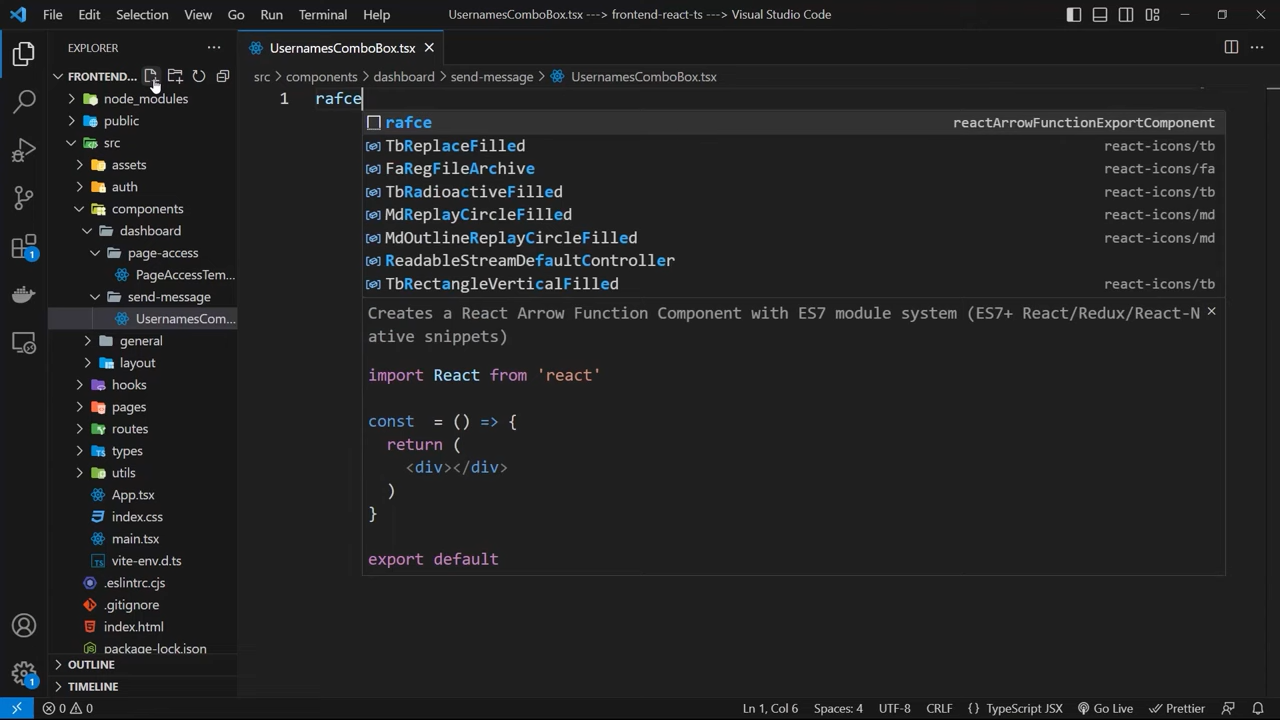 File Edit Selection View Go Run Terminal Help UsernamesComboBox.tsx ---> frontend-react-ts ---> Visual Studio Code
EXPLORER
UsernamesComboBox.tsx
FRONTEND...
src components dashboard send-message UsernamesComboBox.tsx
node_modules
public
src
assets
auth
components
dashboard
page-access
PageAccessTem...
send-message
UsernamesCom...
general
layout
hooks
pages
routes
types
utils
App.tsx
index.css
main.tsx
vite-env.d.ts
.eslintrc.cjs
.gitignore
index.html
package-lock.json
OUTLINE
TIMELINE
1
1
1 rafce
rafce reactArrowFunctionExportComponent
TbReplaceFilled react-icons/tb
FaRegFileArchive react-icons/fa
TbRadioactiveFilled react-icons/tb
MdReplayCircleFilled react-icons/md
MdOutlineReplayCircleFilled react-icons/md
ReadableStreamDefaultController
TbRectangleVerticalFilled react-icons/tb
Creates a React Arrow Function Component with ES7 module system (ES7+ React/Redux/React-N
ative snippets)
import React from 'react'
const  = () => {
return (
<div></div>
)
}
export default
0 0 Ln 1, Col 6 Spaces: 4 UTF-8 CRLF {} TypeScript JSX Go Live Prettier